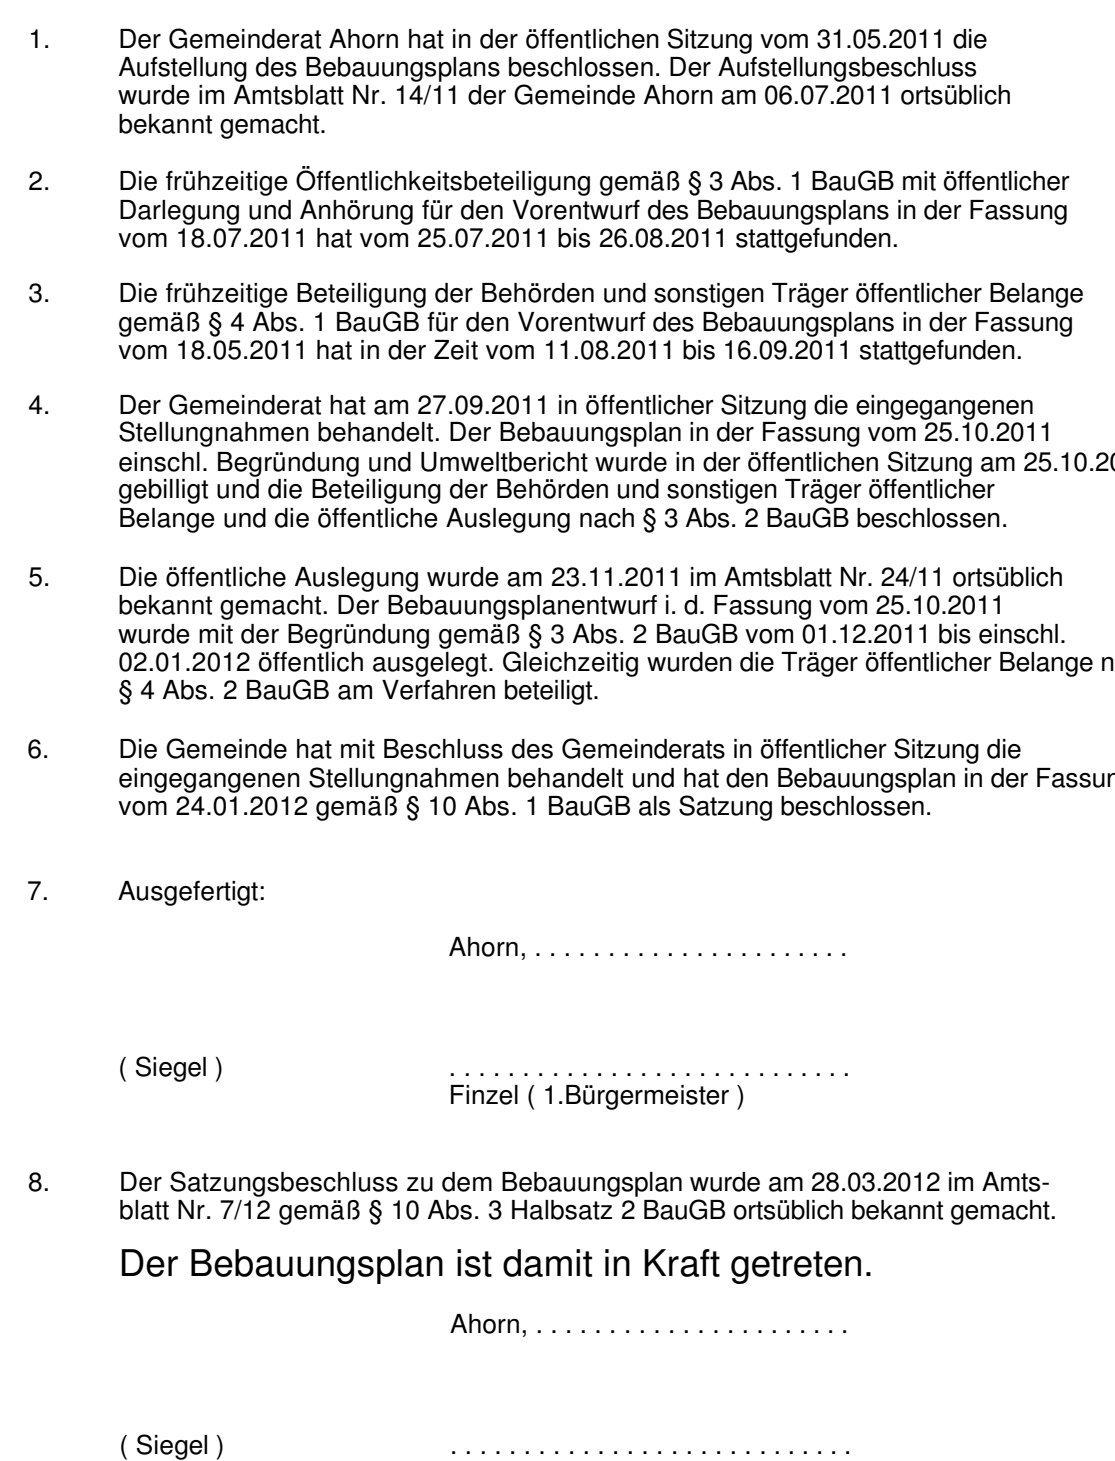 1. Der Gemeinderat Ahorn hat in der öffentlichen Sitzung vom 31.05.2011 die
Aufstellung des Bebauungsplans beschlossen. Der Aufstellungsbeschluss
wurde im Amtsblatt Nr. 14/11 der Gemeinde Ahorn am 06.07.2011 ortsüblich
bekannt gemacht.
2. Die frühzeitige Öffentlichkeitsbeteiligung gemäß § 3 Abs. 1 BauGB mit öffentlicher
Darlegung und Anhörung für den Vorentwurf des Bebauungsplans in der Fassung
vom 18.07.2011 hat vom 25.07.2011 bis 26.08.2011 stattgefunden.
3. Die frühzeitige Beteiligung der Behörden und sonstigen Träger öffentlicher Belange
gemäß § 4 Abs. 1 BauGB für den Vorentwurf des Bebauungsplans in der Fassung
vom 18.05.2011 hat in der Zeit vom 11.08.2011 bis 16.09.2011 stattgefunden.
4. Der Gemeinderat hat am 27.09.2011 in öffentlicher Sitzung die eingegangenen
Stellungnahmen behandelt. Der Bebauungsplan in der Fassung vom 25.10.2011
einschl. Begründung und Umweltbericht wurde in der öffentlichen Sitzung am
gebilligt und die Beteiligung der Behörden und sonstigen Träger öffentlicher
Belange und die öffentliche Auslegung nach § 3 Abs. 2 BauGB beschlossen.
5. Die öffentliche Auslegung wurde am 23.11.2011 im Amtsblatt Nr. 24/11 ortsüblich
bekannt gemacht. Der Bebauungsplanentwurf i. d. Fassung vom 25.10.2011
wurde mit der Begründung gemäß § 3 Abs. 2 BauGB vom 01.12.2011 bis einschl.
02.01.2012 öffentlich ausgelegt. Gleichzeitig wurden die Träger öffentlicher Belange
§ 4 Abs. 2 BauGB am Verfahren beteiligt.
6. Die Gemeinde hat mit Beschluss des Gemeinderats in öffentlicher Sitzung die
eingegangenen Stellungnahmen behandelt und hat den Bebauungsplan in der
vom 24.01.2012 gemäß § 10 Abs. 1 BauGB als Satzung beschlossen.
7. Ausgefertigt:
Ahorn, . . . . . . . . . . . . . . . . . . . . . .
( Siegel ) . . . . . . . . . . . . . . . . . . . . . . . . . . . .
Finzel ( 1.Bürgermeister )
8. Der Satzungsbeschluss zu dem Bebauungsplan wurde am 28.03.2012 im Amts-
blatt Nr. 7/12 gemäß § 10 Abs. 3 Halbsatz 2 BauGB ortsüblich bekannt gemacht.
Der Bebauungsplan ist damit in Kraft getreten.
Ahorn, . . . . . . . . . . . . . . . . . . . . . .
( Siegel ) . . . . . . . . . . . . . . . . . . . . . . . . . . . .